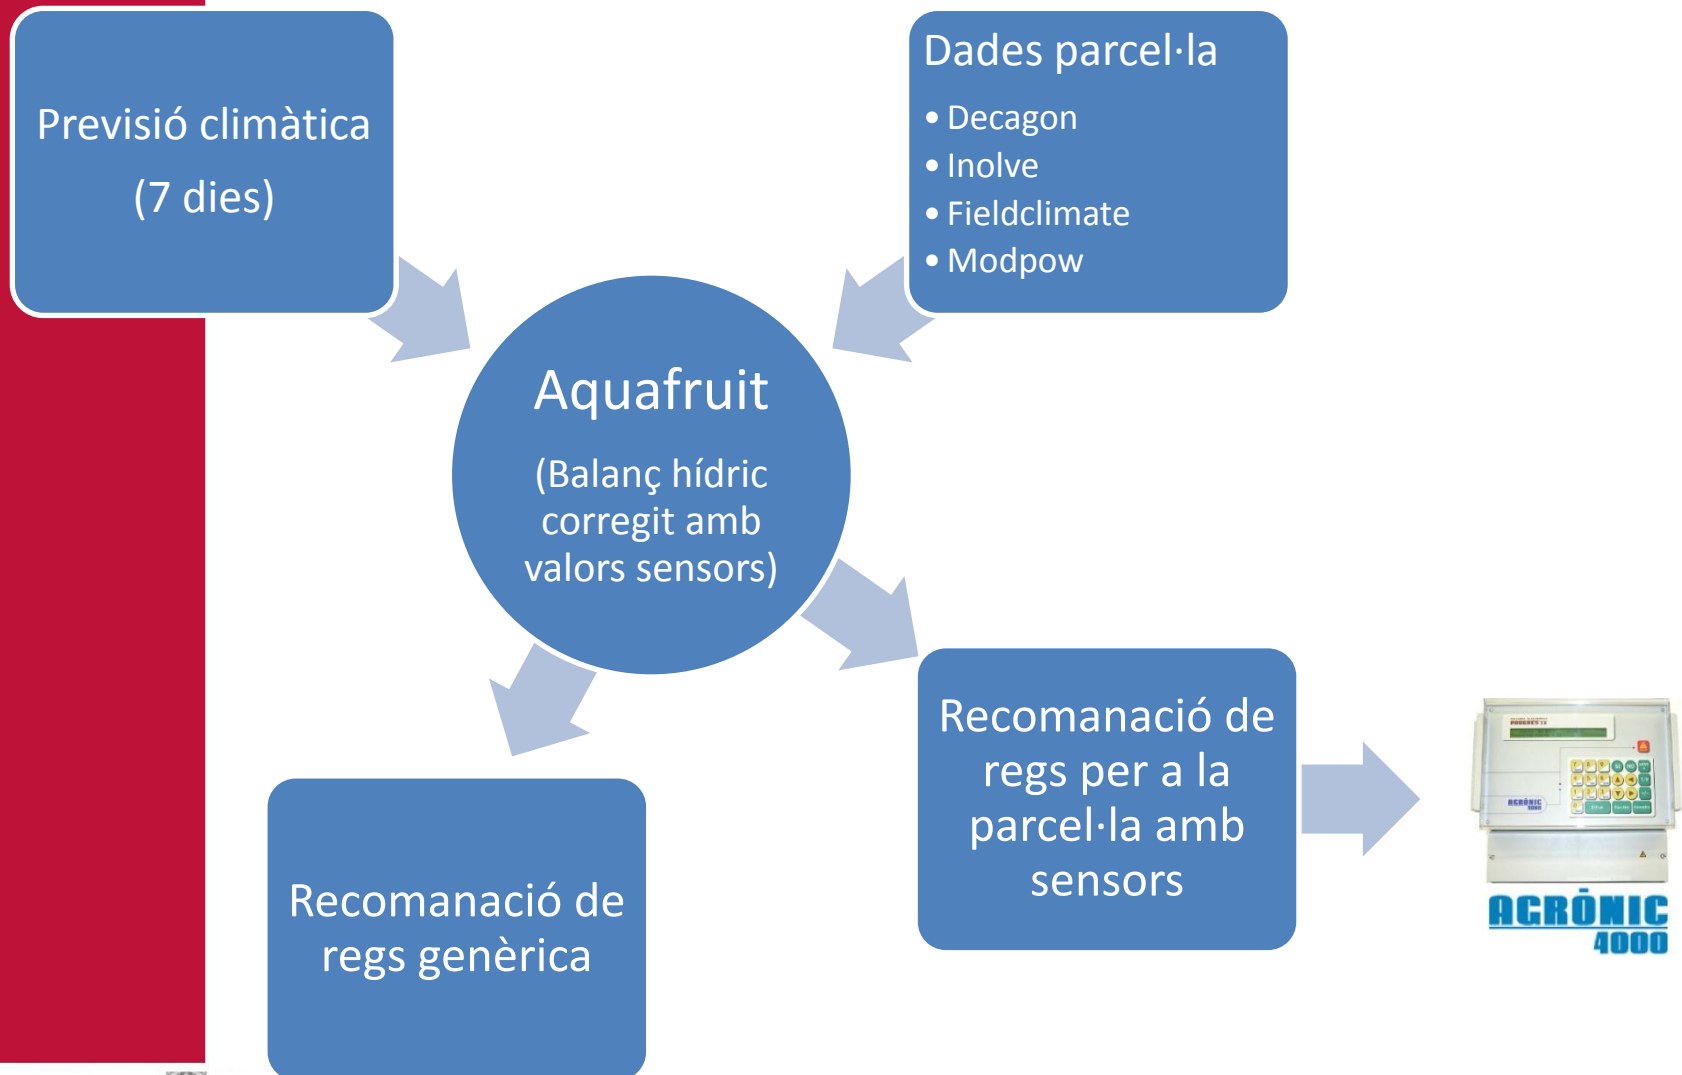 Previsió climàtica
(7 dies)
Dades parcel·la
• Decagon
• Inolve
• Fieldclimate
• Modpow
Aquafruit
(Balanç hídric
corregit amb
valors sensors)
Recomanació de
regs per a la
parcel·la amb
sensors
Recomanació de
regs genèrica
AGRÓNIC
4000